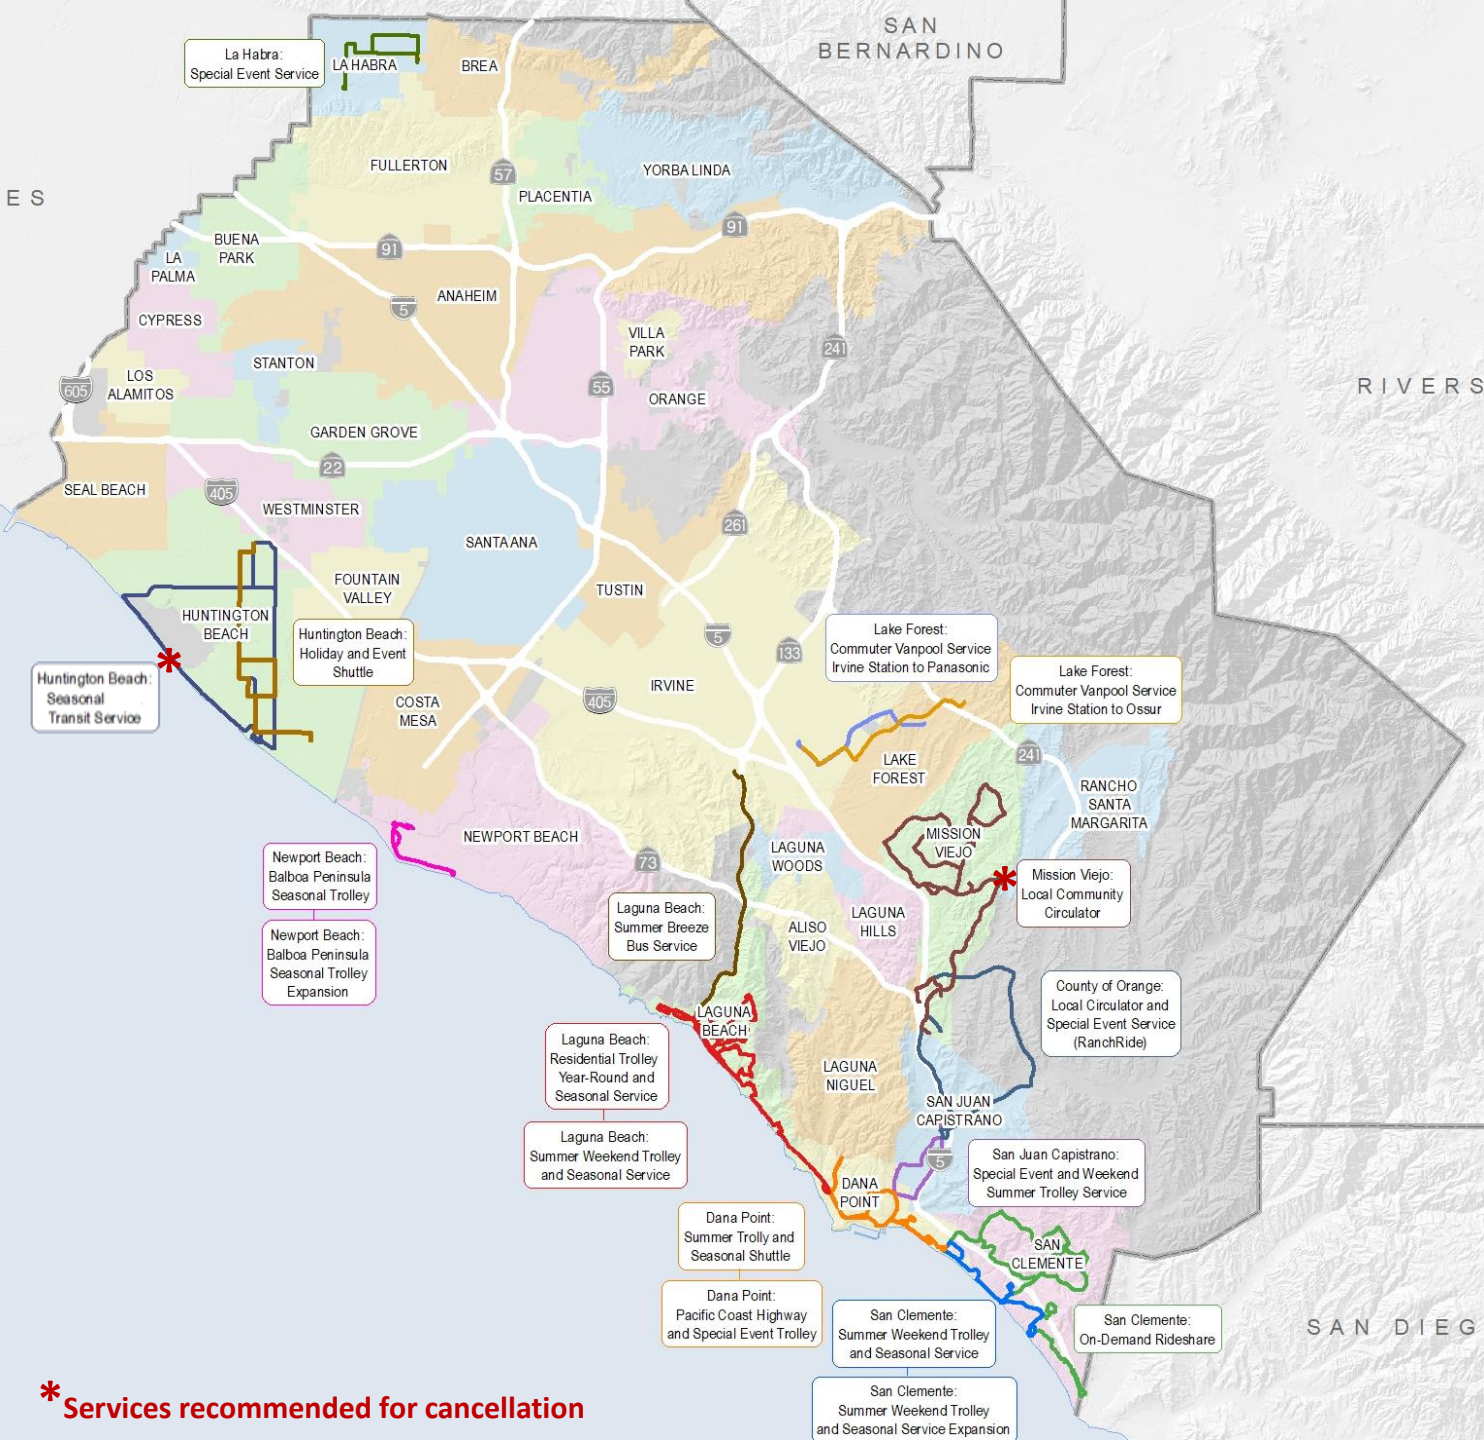 SAN
BERNARDINO
La Habra:
Special Event Service
LA HABRA
BREA
FULLERTON
57
YORBA LINDA
PLACENTIA
ES
91
91
BUENA
PARK
LA
PALMA
ANAHEIM
5
CYPRESS
VILLA
PARK
241
STANTON
LOS
ALAMITOS
605
55
ORANGE
RIVERS
GARDEN GROVE
22
SEAL BEACH
405
WESTMINSTER
261
SANTA ANA
FOUNTAIN
VALLEY
TUSTIN
HUNTINGTON
BEACH
5
133
Huntington Beach:
Holiday and Event
Shuttle
Lake Forest:
Commuter Vanpool Service
Irvine Station to Panasonic
*
Huntington Beach:
Seasonal
Transit Service
Lake Forest:
Commuter Vanpool Service
Irvine Station to Ossur
IRVINE
405
COSTA
MESA
LAKE
FOREST
241
RANCHO
SANTA
MARGARITA
NEWPORT BEACH
MISSION
VIEJO
LAGUNA
WOODS
73
Newport Beach:
Balboa Peninsula
Seasonal Trolley
*
Mission Viejo:
Local Community
Circulator
Newport Beach:
Balboa Peninsula
Seasonal Trolley
Expansion
Laguna Beach:
Summer Breeze
Bus Service
ALISO
VIEJO
LAGUNA
HILLS
County of Orange:
Local Circulator and
Special Event Service
(RanchRide)
LAGUNA
BEACH
Laguna Beach:
Residential Trolley
Year-Round and
Seasonal Service
LAGUNA
NIGUEL
SAN JUAN
CAPISTRANO
Laguna Beach:
Summer Weekend Trolley
and Seasonal Service
5
San Juan Capistrano:
Special Event and Weekend
Summer Trolley Service
DANA
POINT
Dana Point:
Summer Trolly and
Seasonal Shuttle
SAN
CLEMENTE
Dana Point:
Pacific Coast Highway
and Special Event Trolley
San Clemente:
Summer Weekend Trolley
and Seasonal Service
San Clemente:
On-Demand Rideshare
SAN DIEG
San Clemente:
Summer Weekend Trolley
and Seasonal Service Expansion
*Services recommended for cancellation